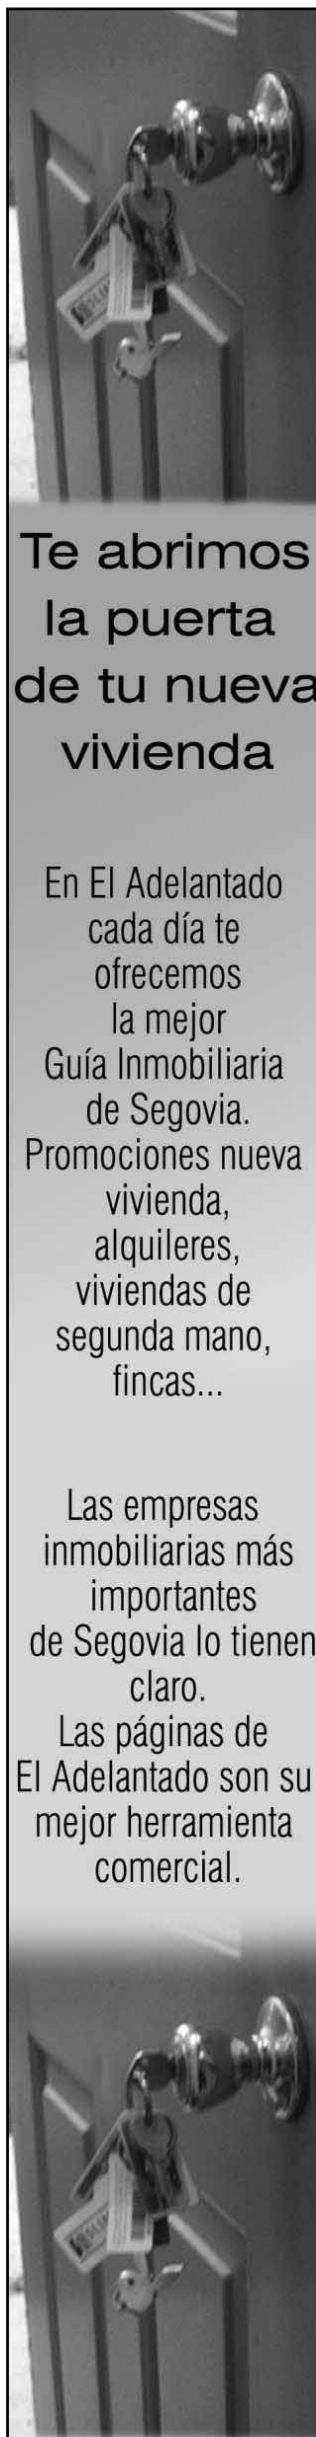 Te abrimos
la puerta
de tu nueva
vivienda
En El Adelantado
cada día te
ofrecemos
la mejor
Guía Inmobiliaria
de Segovia.
Promociones nueva
vivienda,
alquileres,
viviendas de
segunda mano,
fincas...
Las empresas
inmobiliarias más
importantes
de Segovia lo tienen
claro.
Las páginas de
El Adelantado son su
mejor herramienta
comercial.